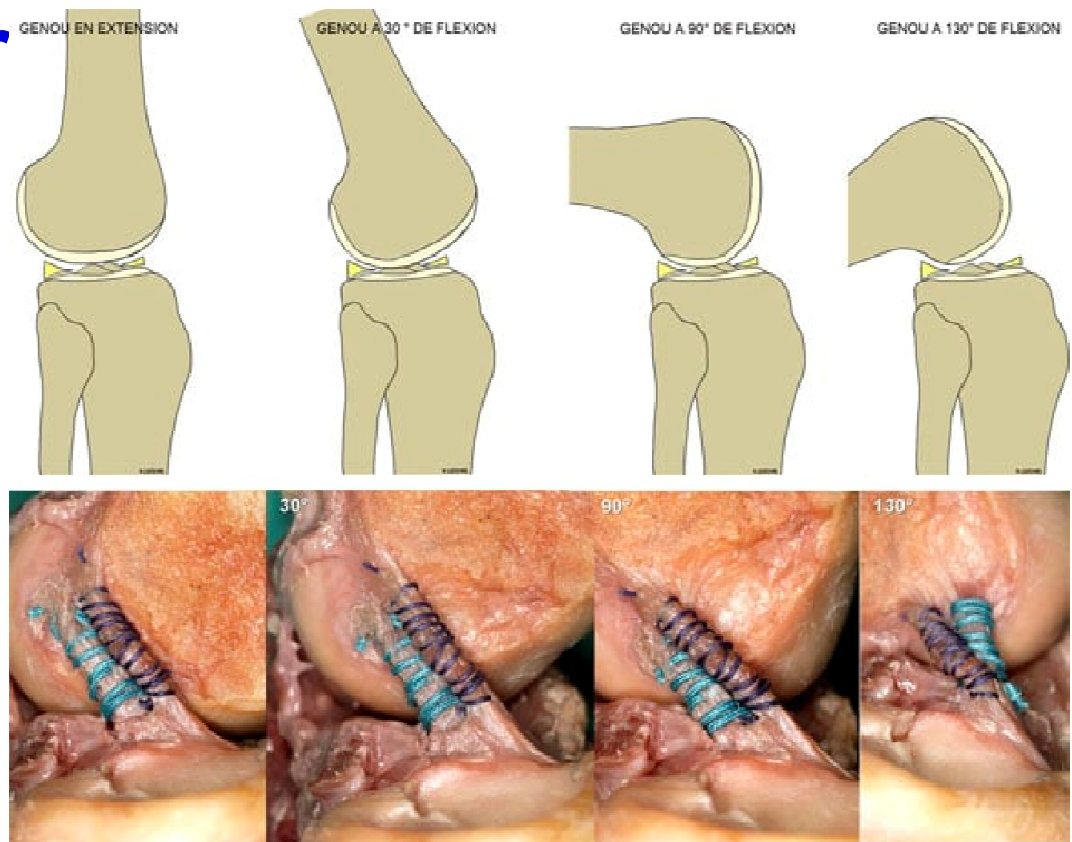 GENOU EN EXTENSION
GENOU A 30 ° DE FLEXION
GENOU A 90° DE FLEXION
GENOU A 130° DE FLEXION
30°
90°
130°